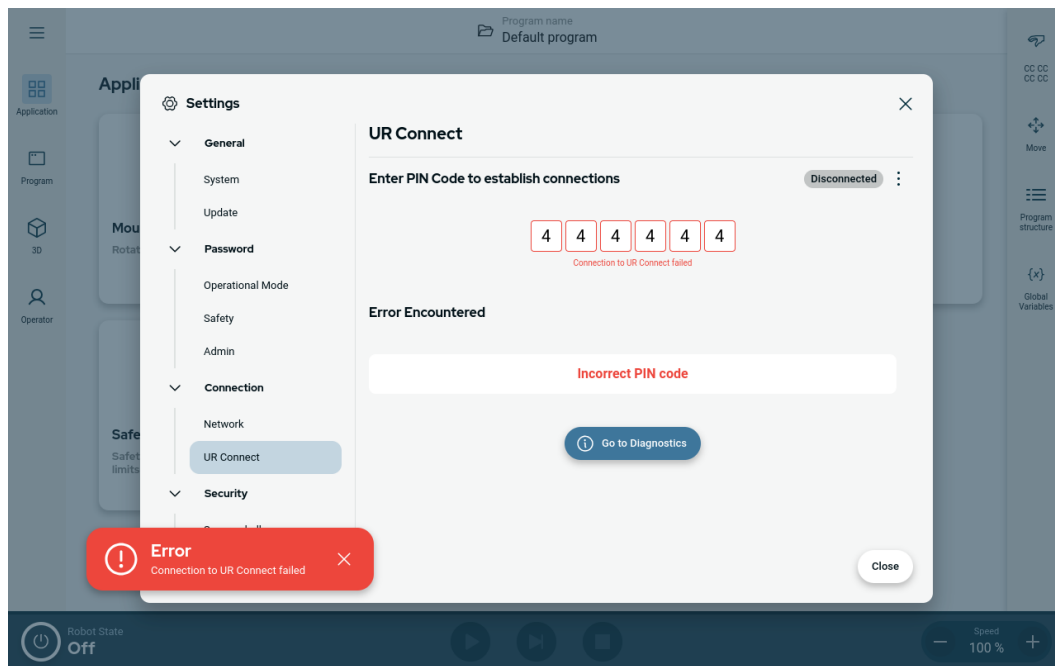 Program name
Default program
Appli
Application
Program
3D
Operator
Mou
Rotat
Safe
Safet
limits
Settings
General
System
Update
Password
Operational Mode
Safety
Admin
Connection
Network
UR Connect
Security
UR Connect
Enter PIN Code to establish connections
Disconnected
4 4 4 4 4 4
Connection to UR Connect failed
Error Encountered
Incorrect PIN code
Go to Diagnostics
Close
Error
Connection to UR Connect failed
CC CC
CC CC
Move
Program
structure
{x}
Global
Variables
Robot State
Off
Speed
100 %